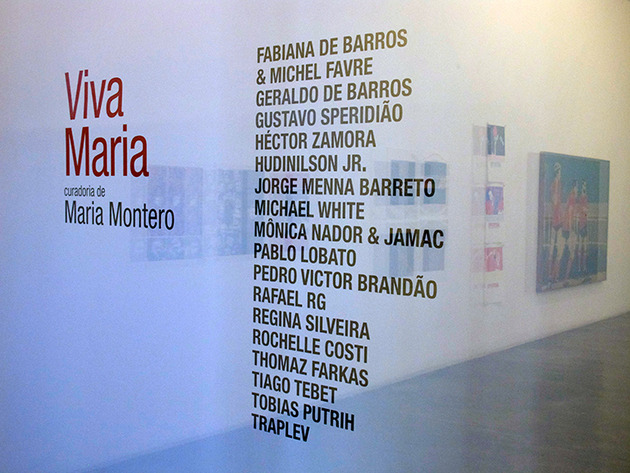 Viva
Maria
curadoria de
Maria Montero
FABIANA DE BARROS
& MICHEL FAVRE
GERALDO DE BARROS
GUSTAVO SPERIDIÃO
HÉCTOR ZAMORA
HUDINILSON JR.
JORGE MENNA BARRETO
MICHAEL WHITE
MÔNICA NADOR & JAMAC
PABLO LOBATO
PEDRO VICTOR BRANDÃO
RAFAEL RG
REGINA SILVEIRA
ROCHELLE COSTI
THOMAZ FARKAS
TIAGO TEBET
TOBIAS PUTRIH
TRAPLEV